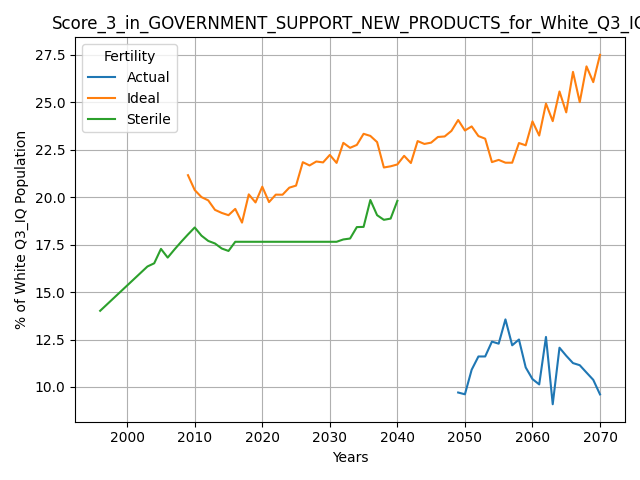 Score_3_in_GOVERNMENT_SUPPORT_NEW_PRODUCTS_for_White_Q3_IQ
Fertility
Actual
Ideal
Sterile
% of White Q3_IQ Population
27.5
25.0
22.5
20.0
17.5
15.0
12.5
10.0
2000 2010 2020 2030 2040 2050 2060 2070
Years